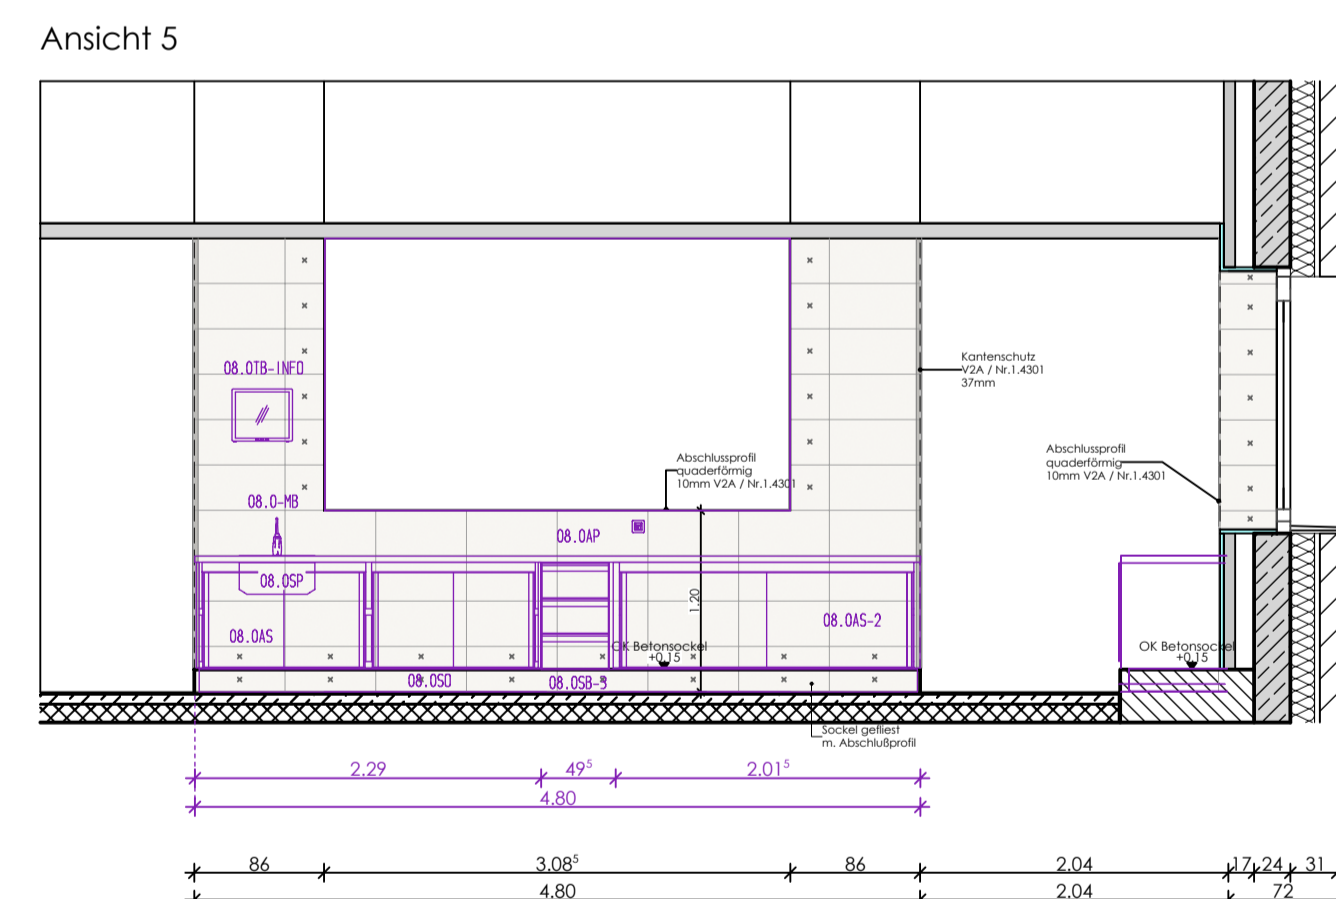 Ansicht 5
08.0TB-INFO
Kantenschutz
V2A / Nr.1.4301
37mm
Abschlussprofil
quaderförmig
10mm V2A / Nr.1.4301
Abschlussprofil
quaderförmig
10mm V2A / Nr.1.4301
08.0-MB
08.0AP
08.0SP
1.20
08.0AS
08.0AS-2
OK Betonsockel
+0.15
OK Betonsockel
+0.15
08.0SO
08.0SB-3
Sockel gefliest
m. Abschlußprofil
2.29 49⁵ 2.01⁵
4.80
86 3.08⁵ 86 2.04 17 24 31
4.80 2.04 72